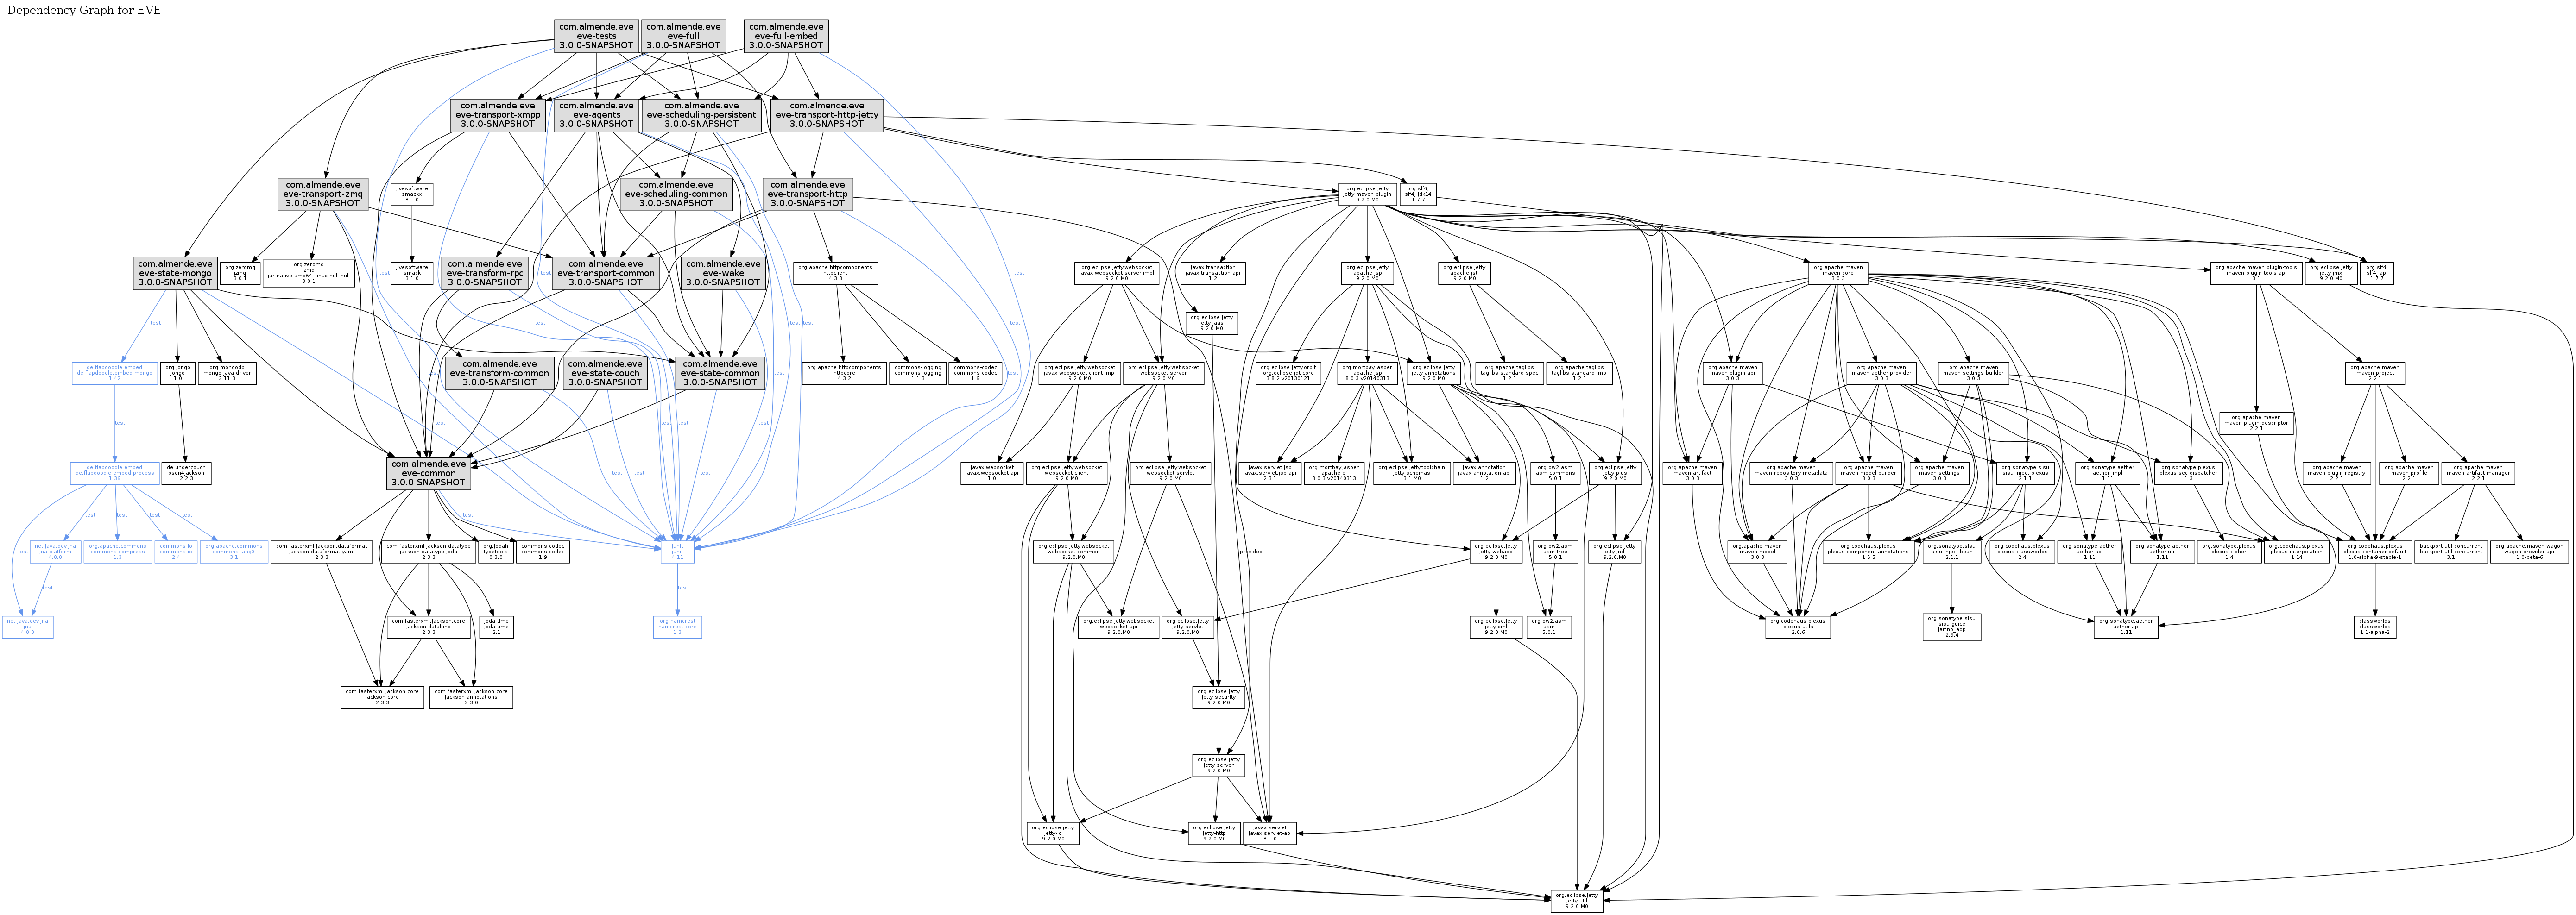 Dependency Graph for EVE
com.almende.eve
eve-tests
3.0.0-SNAPSHOT
com.almende.eve
eve-full
3.0.0-SNAPSHOT
com.almende.eve
eve-full-embed
3.0.0-SNAPSHOT
com.almende.eve
eve-transport-xmpp
3.0.0-SNAPSHOT
com.almende.eve
eve-agents
3.0.0-SNAPSHOT
com.almende.eve
eve-scheduling-persistent
3.0.0-SNAPSHOT
com.almende.eve
eve-transport-http-jetty
3.0.0-SNAPSHOT
com.almende.eve
eve-transport-zmq
3.0.0-SNAPSHOT
jivesoftware
smackx
3.1.0
com.almende.eve
eve-scheduling-common
3.0.0-SNAPSHOT
com.almende.eve
eve-transport-http
3.0.0-SNAPSHOT
org.eclipse.jetty
jetty-maven-plugin
9.2.0.M0
org.slf4j
slf4j-jdk14
1.7.7
com.almende.eve
eve-state-mongo
3.0.0-SNAPSHOT
org.zeromq
jzmq
3.0.1
org.zeromq
jzmq
jar:native-amd64-Linux-null-null
3.0.1
jivesoftware
smack
3.1.0
com.almende.eve
eve-transform-rpc
3.0.0-SNAPSHOT
com.almende.eve
eve-transport-common
3.0.0-SNAPSHOT
com.almende.eve
eve-wake
3.0.0-SNAPSHOT
org.apache.httpcomponents
httpclient
4.3.3
org.eclipse.jetty.websocket
javax-websocket-server-impl
9.2.0.M0
javax.transaction
javax.transaction-api
1.2
org.eclipse.jetty
apache-jsp
9.2.0.M0
org.eclipse.jetty
apache-jstl
9.2.0.M0
org.apache.maven
maven-core
3.0.3
org.apache.maven.plugin-tools
maven-plugin-tools-api
3.1
org.eclipse.jetty
jetty-jmx
9.2.0.M0
org.slf4j
slf4j-api
1.7.7
test
test
test
org.eclipse.jetty
jetty-jaas
9.2.0.M0
test
test
test
test
test
de.flapdoodle.embed
de.flapdoodle.embed.mongo
1.42
org.jongo
jongo
1.0
org.mongodb
mongo-java-driver
2.11.3
com.almende.eve
eve-transform-common
3.0.0-SNAPSHOT
com.almende.eve
eve-state-couch
3.0.0-SNAPSHOT
com.almende.eve
eve-state-common
3.0.0-SNAPSHOT
org.apache.httpcomponents
httpcore
4.3.2
commons-logging
commons-logging
1.1.3
commons-codec
commons-codec
1.6
org.eclipse.jetty.websocket
javax-websocket-client-impl
9.2.0.M0
org.eclipse.jetty.websocket
websocket-server
9.2.0.M0
org.eclipse.jetty.orbit
org.eclipse.jdt.core
3.8.2.v20130121
org.mortbay.jasper
apache-jsp
8.0.3.v20140313
org.eclipse.jetty
jetty-annotations
9.2.0.M0
org.apache.taglibs
taglibs-standard-spec
1.2.1
org.apache.taglibs
taglibs-standard-impl
1.2.1
org.apache.maven
maven-plugin-api
3.0.3
org.apache.maven
maven-aether-provider
3.0.3
org.apache.maven
maven-settings-builder
3.0.3
org.apache.maven
maven-project
2.2.1
test
test
test
test
test
test
test
test
test
org.apache.maven
maven-plugin-descriptor
2.2.1
de.flapdoodle.embed
de.flapdoodle.embed.process
1.36
de.undercouch
bson4jackson
2.2.3
com.almende.eve
eve-common
3.0.0-SNAPSHOT
test
test
test
javax.websocket
javax.websocket-api
1.0
org.eclipse.jetty.websocket
websocket-client
9.2.0.M0
org.eclipse.jetty.websocket
websocket-servlet
9.2.0.M0
javax.servlet.jsp
javax.servlet.jsp-api
2.3.1
org.mortbay.jasper
apache-el
8.0.3.v20140313
org.eclipse.jetty.toolchain
jetty-schemas
3.1.M0
javax.annotation
javax.annotation-api
1.2
org.ow2.asm
asm-commons
5.0.1
org.eclipse.jetty
jetty-plus
9.2.0.M0
org.apache.maven
maven-artifact
3.0.3
org.apache.maven
maven-repository-metadata
3.0.3
org.apache.maven
maven-model-builder
3.0.3
org.apache.maven
maven-settings
3.0.3
org.sonatype.sisu
sisu-inject-plexus
2.1.1
org.sonatype.aether
aether-impl
1.11
org.sonatype.plexus
plexus-sec-dispatcher
1.3
org.apache.maven
maven-plugin-registry
2.2.1
org.apache.maven
maven-profile
2.2.1
org.apache.maven
maven-artifact-manager
2.2.1
test
test
test
test
test
test
net.java.dev.jna
jna-platform
4.0.0
org.apache.commons
commons-compress
1.3
commons-io
commons-io
2.4
org.apache.commons
commons-lang3
3.1
com.fasterxml.jackson.dataformat
jackson-dataformat-yaml
2.3.3
com.fasterxml.jackson.datatype
jackson-datatype-joda
2.3.3
org.jodah
typetools
0.3.0
commons-codec
commons-codec
1.9
junit
junit
4.11
org.eclipse.jetty.websocket
websocket-common
9.2.0.M0
provided
org.eclipse.jetty
jetty-webapp
9.2.0.M0
org.ow2.asm
asm-tree
5.0.1
org.eclipse.jetty
jetty-jndi
9.2.0.M0
org.apache.maven
maven-model
3.0.3
org.codehaus.plexus
plexus-component-annotations
1.5.5
org.sonatype.sisu
sisu-inject-bean
2.1.1
org.codehaus.plexus
plexus-classworlds
2.4
org.sonatype.aether
aether-spi
1.11
org.sonatype.aether
aether-util
1.11
org.sonatype.plexus
plexus-cipher
1.4
org.codehaus.plexus
plexus-interpolation
1.14
org.codehaus.plexus
plexus-container-default
1.0-alpha-9-stable-1
backport-util-concurrent
backport-util-concurrent
3.1
org.apache.maven.wagon
wagon-provider-api
1.0-beta-6
test
test
net.java.dev.jna
jna
4.0.0
com.fasterxml.jackson.core
jackson-databind
2.3.3
joda-time
joda-time
2.1
org.hamcrest
hamcrest-core
1.3
org.eclipse.jetty.websocket
websocket-api
9.2.0.M0
org.eclipse.jetty
jetty-servlet
9.2.0.M0
org.eclipse.jetty
jetty-xml
9.2.0.M0
org.ow2.asm
asm
5.0.1
org.codehaus.plexus
plexus-utils
2.0.6
org.sonatype.sisu
sisu-guice
jar:no_aop
2.9.4
org.sonatype.aether
aether-api
1.11
classworlds
classworlds
1.1-alpha-2
com.fasterxml.jackson.core
jackson-core
2.3.3
com.fasterxml.jackson.core
jackson-annotations
2.3.0
org.eclipse.jetty
jetty-security
9.2.0.M0
org.eclipse.jetty
jetty-server
9.2.0.M0
org.eclipse.jetty
jetty-io
9.2.0.M0
org.eclipse.jetty
jetty-http
9.2.0.M0
javax.servlet
javax.servlet-api
3.1.0
org.eclipse.jetty
jetty-util
9.2.0.M0